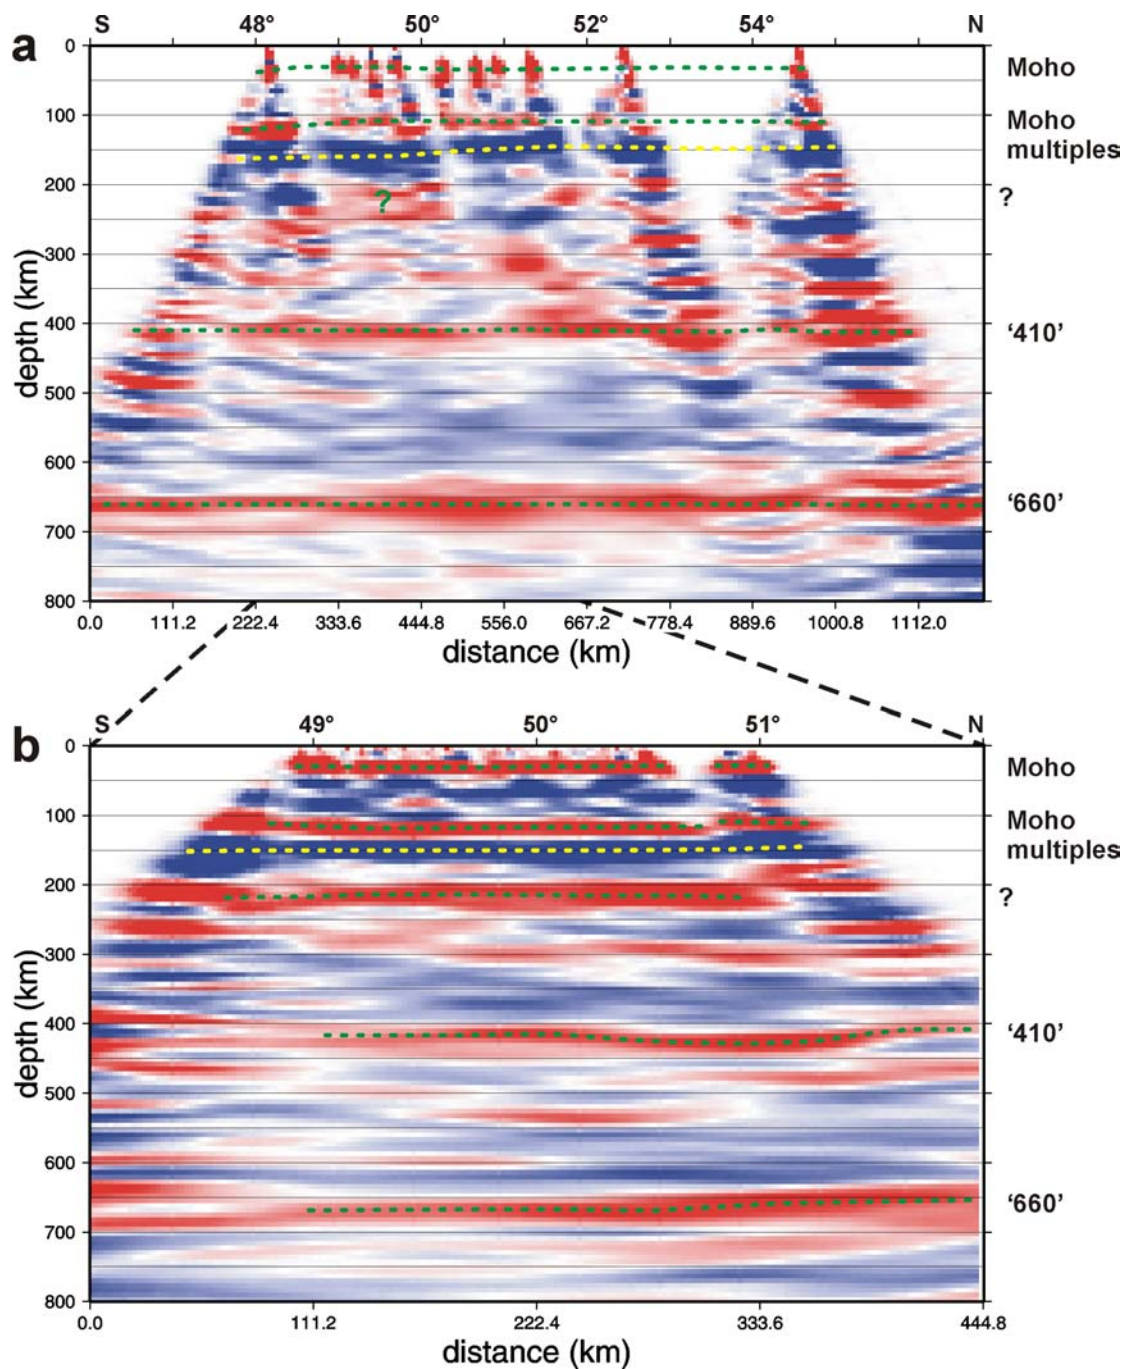 a
S 48° 50° 52° 54° N
0
100
200
300
400
500
600
700
800
depth (km)
?
Moho
Moho
multiples
?
‘410’
‘660’
0.0 111.2 222.4 333.6 444.8 556.0 667.2 778.4 889.6 1000.8 1112.0
distance (km)
b
S 49° 50° 51° N
0
100
200
300
400
500
600
700
800
depth (km)
Moho
Moho
multiples
?
‘410’
‘660’
0.0 111.2 222.4 333.6 444.8
distance (km)